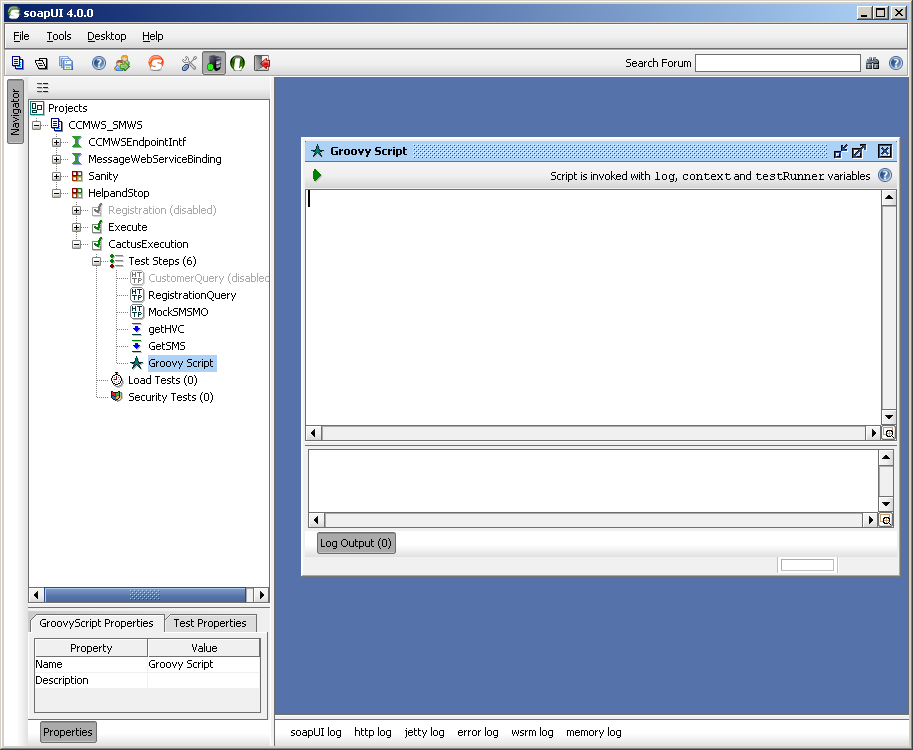 soapUI 4.0.0
File Tools Desktop Help
Search Forum
Navigator
Projects
CCMWS_SMWS
CCMWSEndpointIntf
MessageWebServiceBinding
Sanity
HelpandStop
Registration (disabled)
Execute
CactusExecution
Test Steps (6)
CustomerQuery (disabled
RegistrationQuery
MockSMSMO
getHVC
GetSMS
Groovy Script
Load Tests (0)
Security Tests (0)
Groovy Script
Script is invoked with log, context and testRunner variables
Log Output (0)
GroovyScript Properties Test Properties
Property Value
Name Groovy Script
Description
Properties
soapUI log http log jetty log error log wsrm log memory log